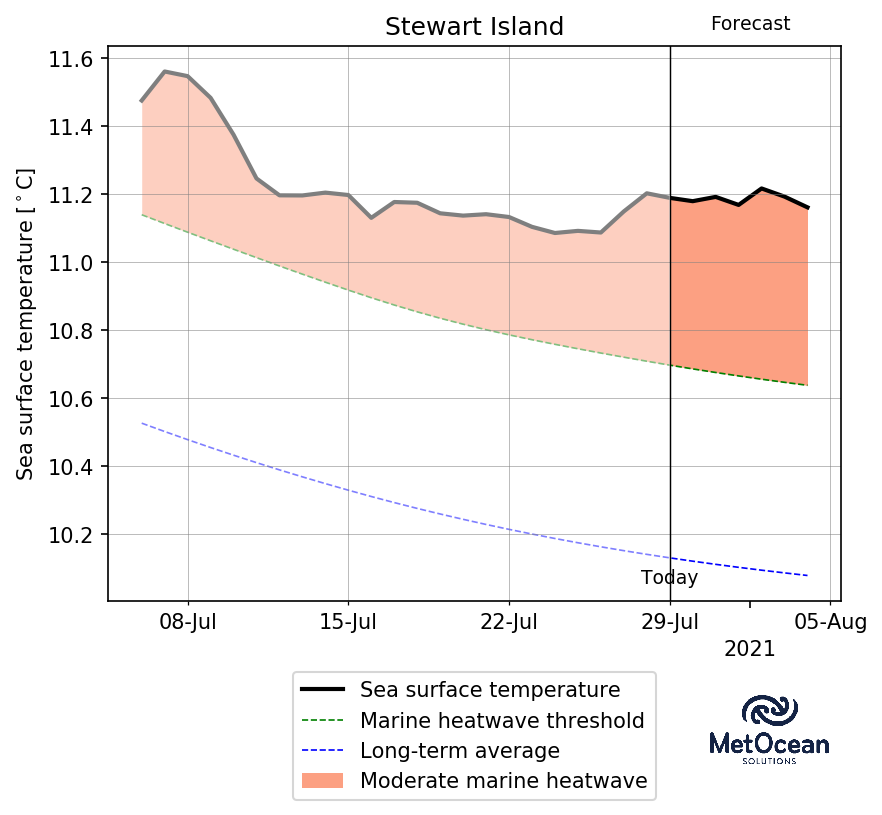 Stewart Island
Forecast
Sea surface temperature [°C]
11.6
11.4
11.2
11.0
10.8
10.6
10.4
10.2
Today
08-Jul
15-Jul
22-Jul
29-Jul
05-Aug
2021
Sea surface temperature
Marine heatwave threshold
Long-term average
Moderate marine heatwave
MetOcean
SOLUTIONS